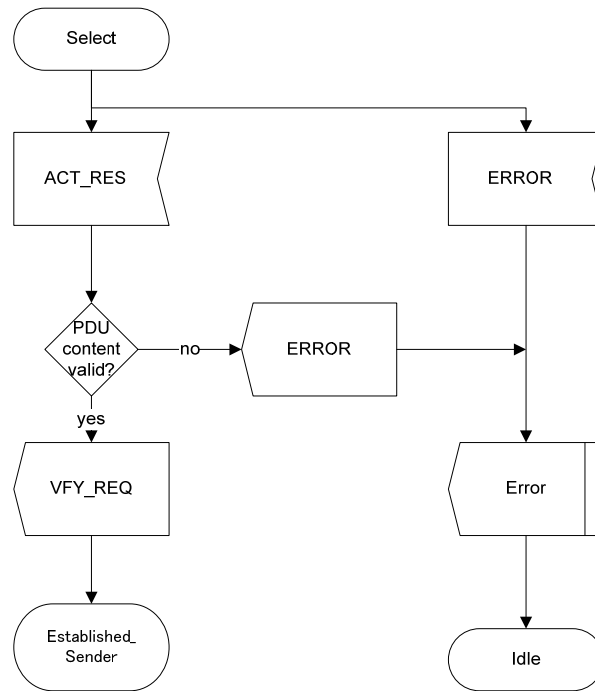 Select
ACT_RES
ERROR
PDU
content
valid?
no
ERROR
yes
VFY_REQ
Error
Established_
Sender
Idle